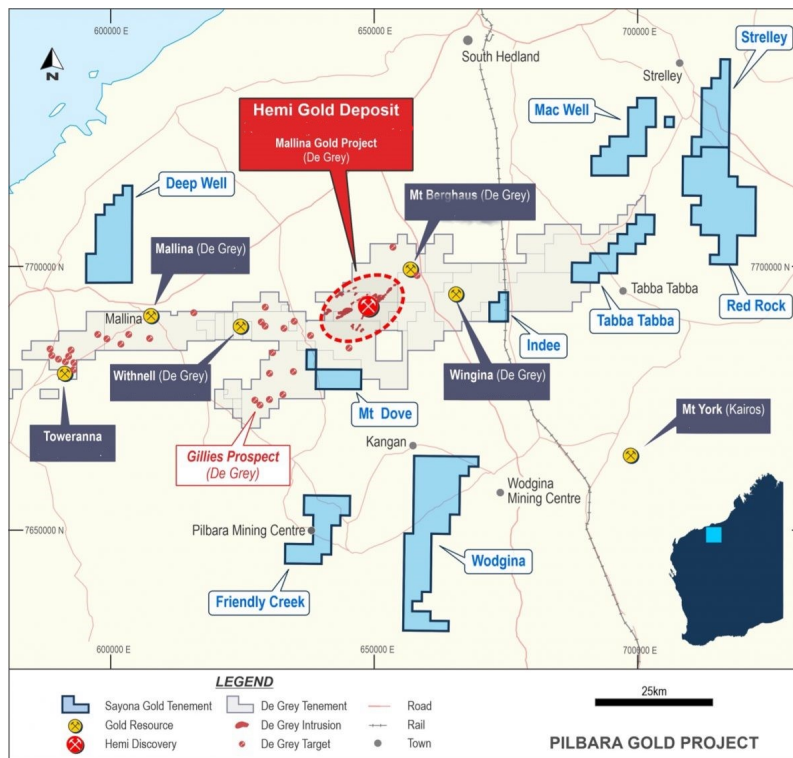 600000 E
650000 E
700000 E
N
South Hedland
Strelley
Strelley
Mac Well
Hemi Gold Deposit
Mallina Gold Project
(De Grey)
Deep Well
Mt Berghaus (De Grey)
Mallina (De Grey)
7700000 N
7700000 N
Tabba Tabba
Red Rock
Mallina
Tabba Tabba
Indee
Withnell (De Grey)
Wingina (De Grey)
Mt Dove
Toweranna
Mt York (Kairos)
Gillies Prospect
(De Grey)
Kangan
Wodgina
Mining Centre
7650000 N
Pilbara Mining Centre
Wodgina
Friendly Creek
600000 E
650000 E
700000 E
LEGEND
Sayona Gold Tenement
De Grey Tenement
Road
Gold Resource
De Grey Intrusion
Rail
Hemi Discovery
De Grey Target
Town
25km
PILBARA GOLD PROJECT